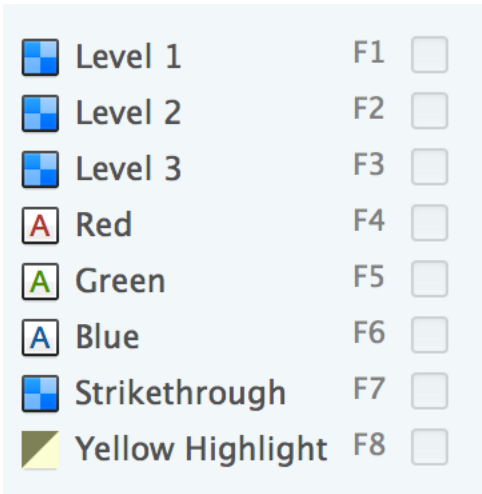 Level 1 F1
Level 2 F2
Level 3 F3
A Red F4
A Green F5
A Blue F6
Strikethrough F7
Yellow Highlight F8